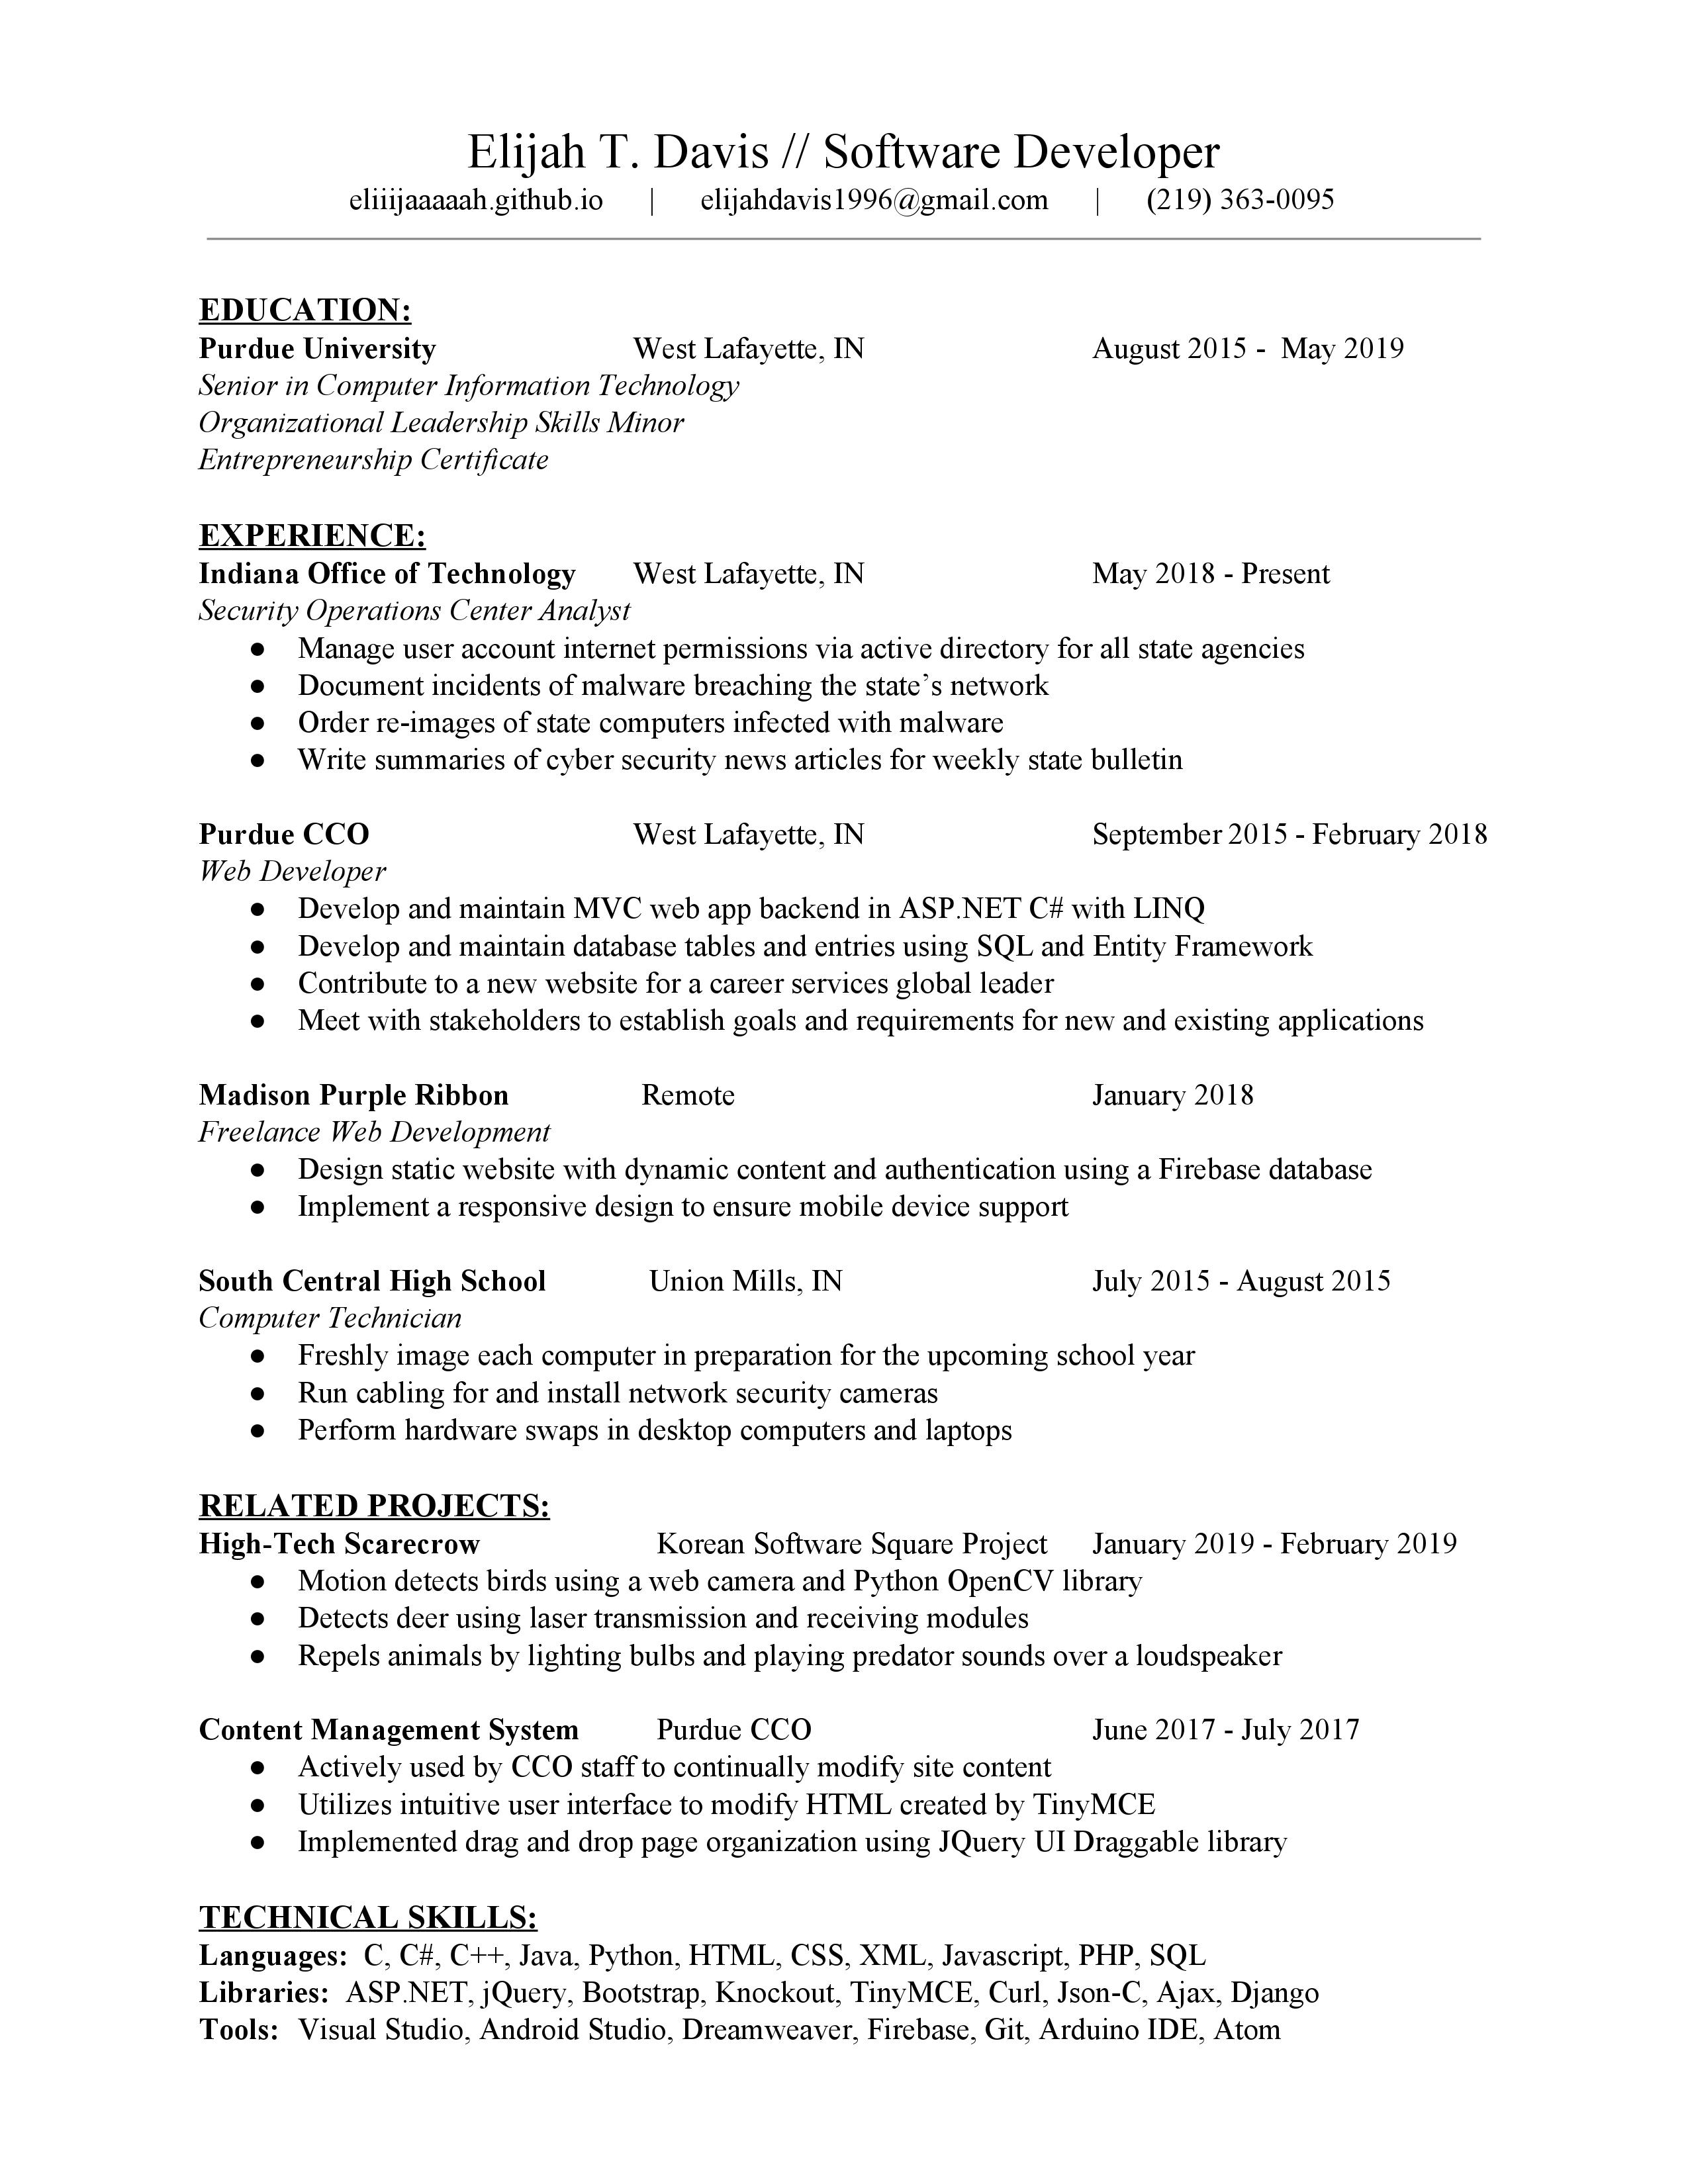 Elijah T. Davis // Software Developer
eliiijaaaaah.github.io | elijahdavis1996@gmail.com | (219) 363-0095
EDUCATION:
Purdue University West Lafayette, IN August 2015 - May 2019
Senior in Computer Information Technology
Organizational Leadership Skills Minor
Entrepreneurship Certificate
EXPERIENCE:
Indiana Office of Technology West Lafayette, IN May 2018 - Present
Security Operations Center Analyst
● Manage user account internet permissions via active directory for all state agencies
● Document incidents of malware breaching the state’s network
● Order re-images of state computers infected with malware
● Write summaries of cyber security news articles for weekly state bulletin
Purdue CCO West Lafayette, IN September 2015 - February 2018
Web Developer
● Develop and maintain MVC web app backend in ASP.NET C# with LINQ
● Develop and maintain database tables and entries using SQL and Entity Framework
● Contribute to a new website for a career services global leader
● Meet with stakeholders to establish goals and requirements for new and existing applications
Madison Purple Ribbon Remote January 2018
Freelance Web Development
● Design static website with dynamic content and authentication using a Firebase database
● Implement a responsive design to ensure mobile device support
South Central High School Union Mills, IN July 2015 - August 2015
Computer Technician
● Freshly image each computer in preparation for the upcoming school year
● Run cabling for and install network security cameras
● Perform hardware swaps in desktop computers and laptops
RELATED PROJECTS:
High-Tech Scarecrow Korean Software Square Project January 2019 - February 2019
● Motion detects birds using a web camera and Python OpenCV library
● Detects deer using laser transmission and receiving modules
● Repels animals by lighting bulbs and playing predator sounds over a loudspeaker
Content Management System Purdue CCO June 2017 - July 2017
● Actively used by CCO staff to continually modify site content
● Utilizes intuitive user interface to modify HTML created by TinyMCE
● Implemented drag and drop page organization using JQuery UI Draggable library
TECHNICAL SKILLS:
Languages: C, C#, C++, Java, Python, HTML, CSS, XML, Javascript, PHP, SQL
Libraries: ASP.NET, jQuery, Bootstrap, Knockout, TinyMCE, Curl, Json-C, Ajax, Django
Tools: Visual Studio, Android Studio, Dreamweaver, Firebase, Git, Arduino IDE, Atom